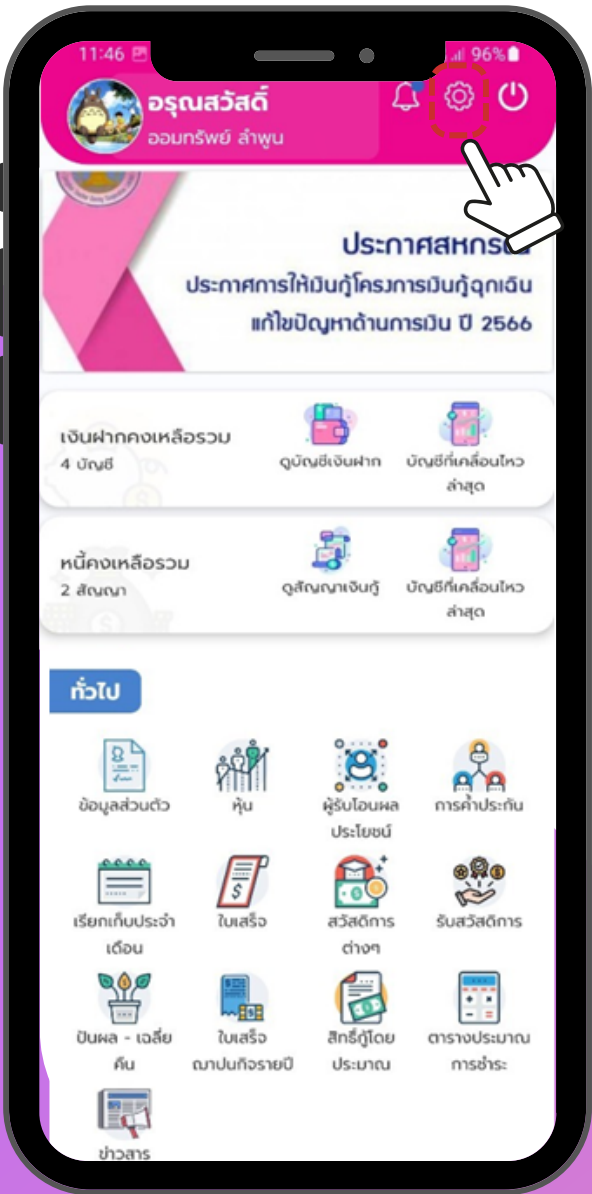 11:46
96%
อรุณสวัสดิ์
ออมทรัพย์ ลำพูน
ประกาศสหกรณ์
ประกาศการให้เงินกู้โครงการเงินกู้ฉุกเฉิน
แก้ไขปัญหาด้านการเงิน ปี 2566
เงินฝากคงเหลือรวม
4 บัญชี
ดูบัญชีเงินฝาก
บัญชีที่เคลื่อนไหว
ล่าสุด
หนี้คงเหลือรวม
2 สัญญา
ดูสัญญาเงินกู้
บัญชีที่เคลื่อนไหว
ล่าสุด
ทั่วไป
ข้อมูลส่วนตัว
หุ้น
ผู้รับโอนผล
ประโยชน์
การค้ำประกัน
เรียกเก็บประจำ
เดือน
ใบเสร็จ
สวัสดิการ
ต่างๆ
รับสวัสดิการ
ปันผล - เฉลี่ย
คืน
ใบเสร็จ
ฌาปนกิจรายปี
สิทธิ์กู้โดย
ประมาณ
ตารางประมาณ
การชำระ
ข่าวสาร